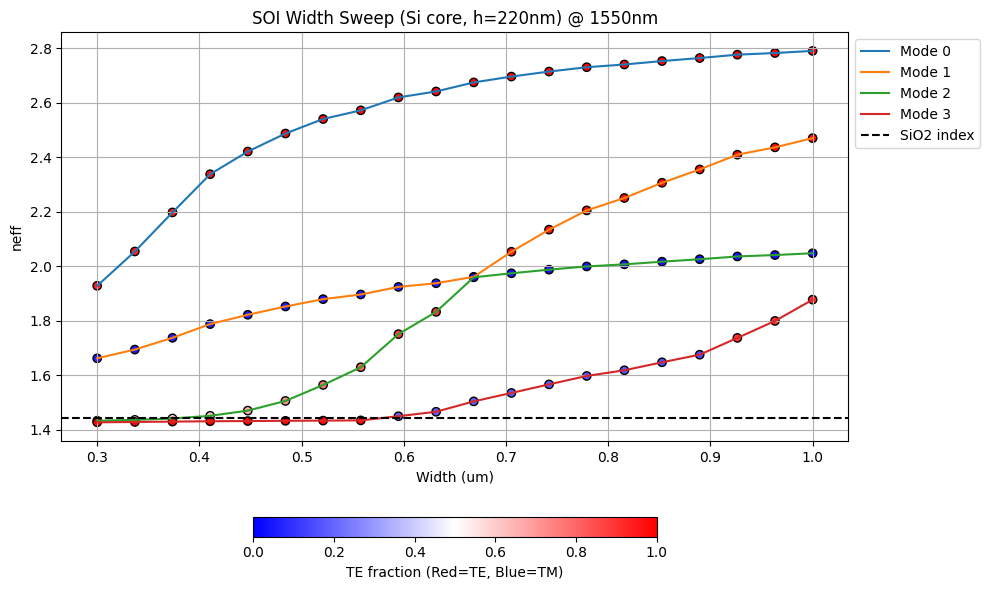 SOI Width Sweep (Si core, h=220nm) @ 1550nm
neff
2.8
2.6
2.4
2.2
2.0
1.8
1.6
1.4
0.3 0.4 0.5 0.6 0.7 0.8 0.9 1.0
Width (um)
Mode 0
Mode 1
Mode 2
Mode 3
SiO2 index
0.0 0.2 0.4 0.6 0.8 1.0
TE fraction (Red=TE, Blue=TM)